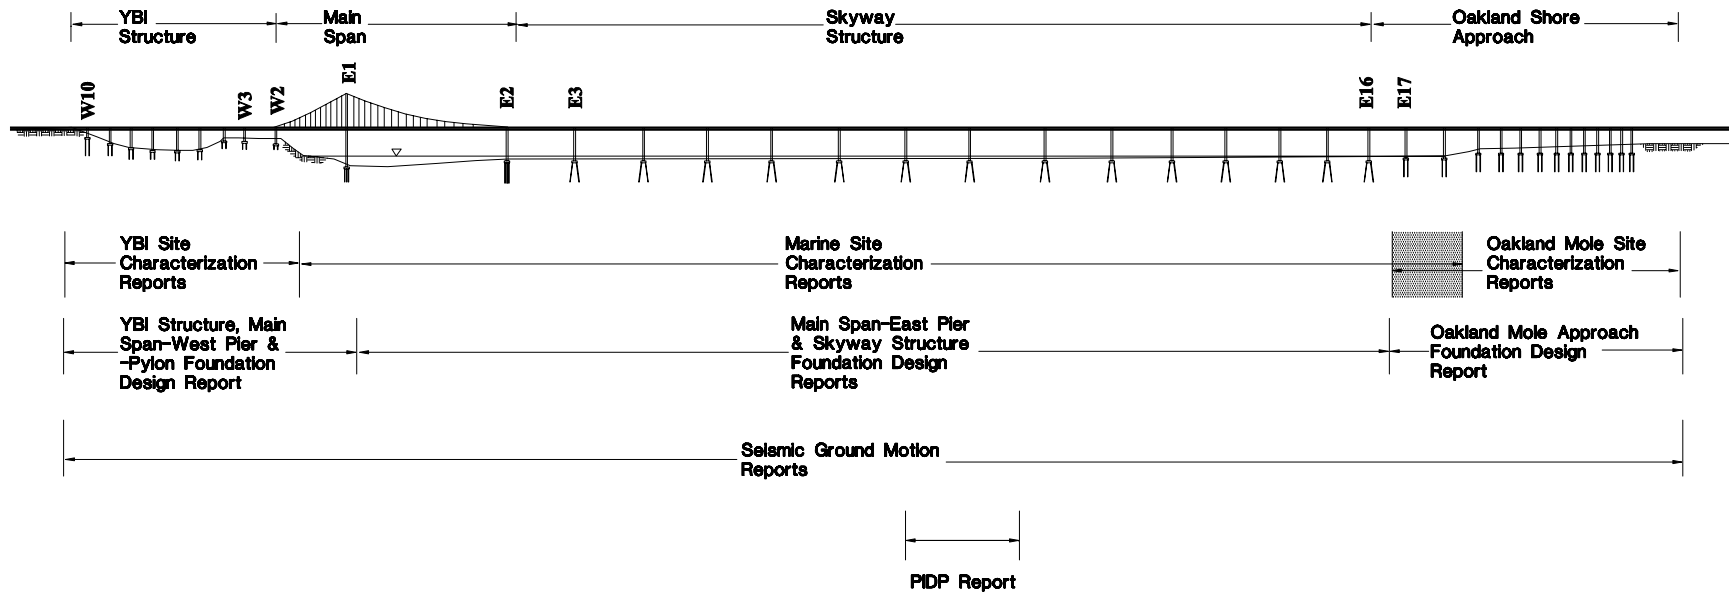 YBI
Structure
Main
Span
Skyway
Structure
Oakland Shore
Approach
W10
W3
W2
E1
E2
E3
E16
E17
YBI Site
Characterization
Reports
Marine Site
Characterization
Reports
Oakland Mole Site
Characterization
Reports
YBI Structure, Main
Span-West Pier &
-Pylon Foundation
Design Report
Main Span-East Pier
& Skyway Structure
Foundation Design
Reports
Oakland Mole Approach
Foundation Design
Report
Seismic Ground Motion
Reports
PIDP Report